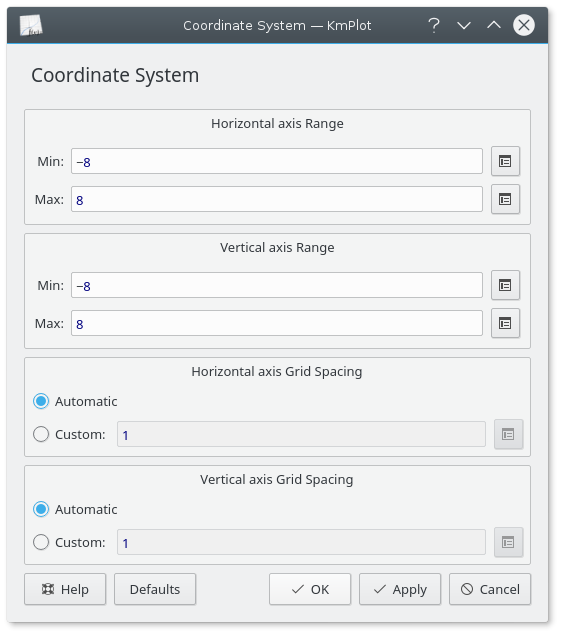 Coordinate System — KmPlot
Coordinate System
Horizontal axis Range
Min: −8
Max: 8
Vertical axis Range
Min: −8
Max: 8
Horizontal axis Grid Spacing
Automatic
Custom: 1
Vertical axis Grid Spacing
Automatic
Custom: 1
Help Defaults OK Apply Cancel